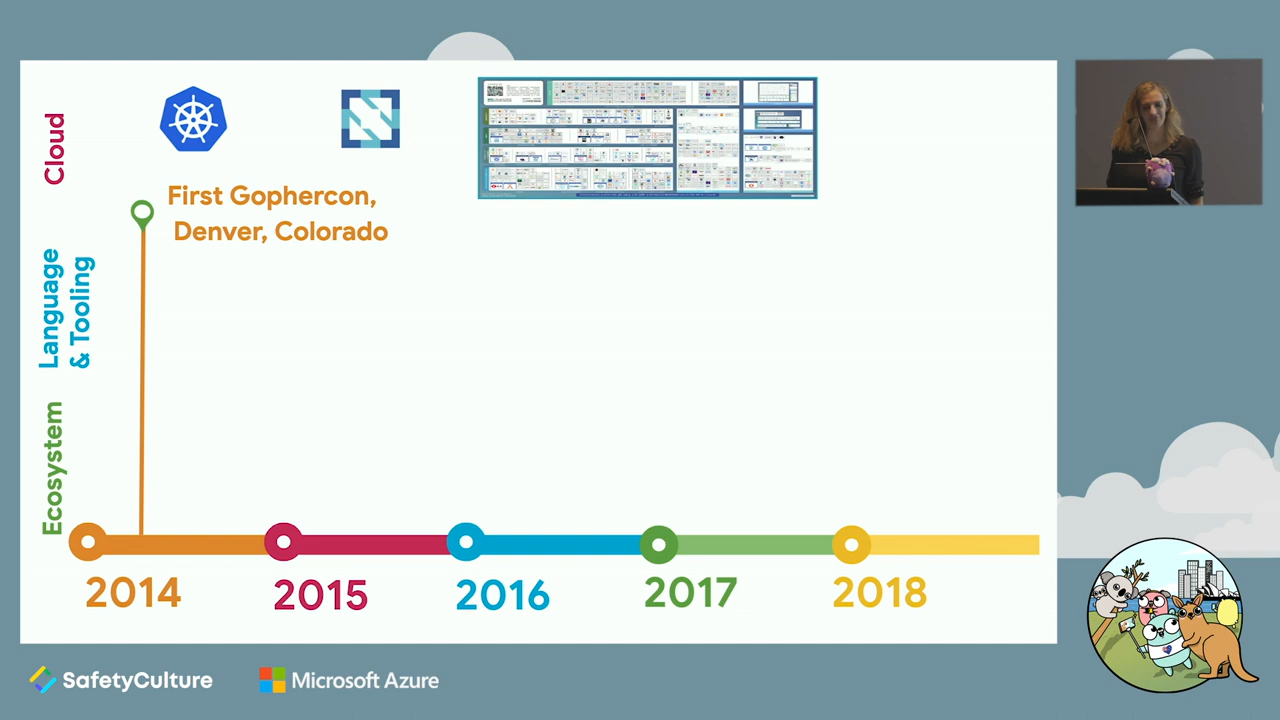 Cloud
First Gophercon,
Denver, Colorado
Language
& Tooling
Ecosystem
2014
2015
2016
2017
2018
SafetyCulture
Microsoft Azure